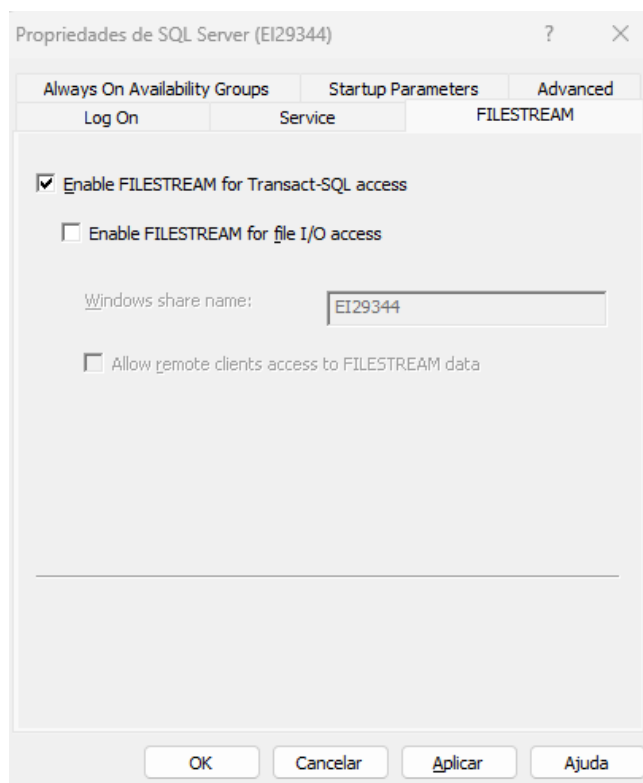 Propriedades de SQL Server (EI29344) ? ×
Always On Availability Groups Startup Parameters Advanced
Log On Service FILESTREAM
Enable FILESTREAM for Transact-SQL access
Enable FILESTREAM for file I/O access
Windows share name: EI29344
Allow remote clients access to FILESTREAM data
OK Cancelar Aplicar Ajuda